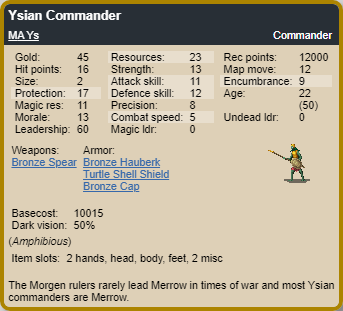 Ysian Commander
MA Ys Commander
Gold: 45 Resources: 23 Rec points: 12000
Hit points: 16 Strength: 13 Map move: 12
Size: 2 Attack skill: 11 Encumbrance: 9
Protection: 17 Defence skill: 12 Age: 22
Magic res: 11 Precision: 8 (50)
Morale: 13 Combat speed: 5 Undead ldr: 0
Leadership: 60 Magic ldr: 0
Weapons: Armor:
Bronze Spear Bronze Hauberk
Turtle Shell Shield
Bronze Cap
Basecost: 10015
Dark vision: 50%
(Amphibious)
Item slots: 2 hands, head, body, feet, 2 misc
The Morgen rulers rarely lead Merrow in times of war and most Ysian
commanders are Merrow.